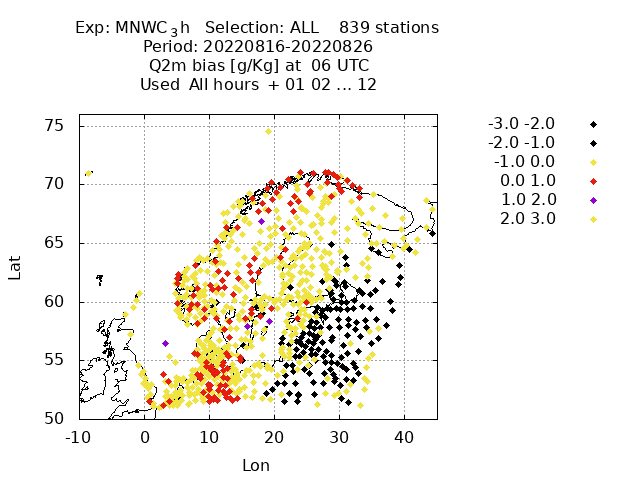 Exp: MNWC_3h   Selection: ALL    839 stations
Period: 20220816-20220826
Q2m bias [g/Kg] at  06 UTC
Used  All hours  + 01 02 ... 12
-3.0 -2.0
-2.0 -1.0
-1.0 0.0
0.0 1.0
1.0 2.0
2.0 3.0
75
70
65
60
55
50
Lat
-10 0 10 20 30 40
Lon